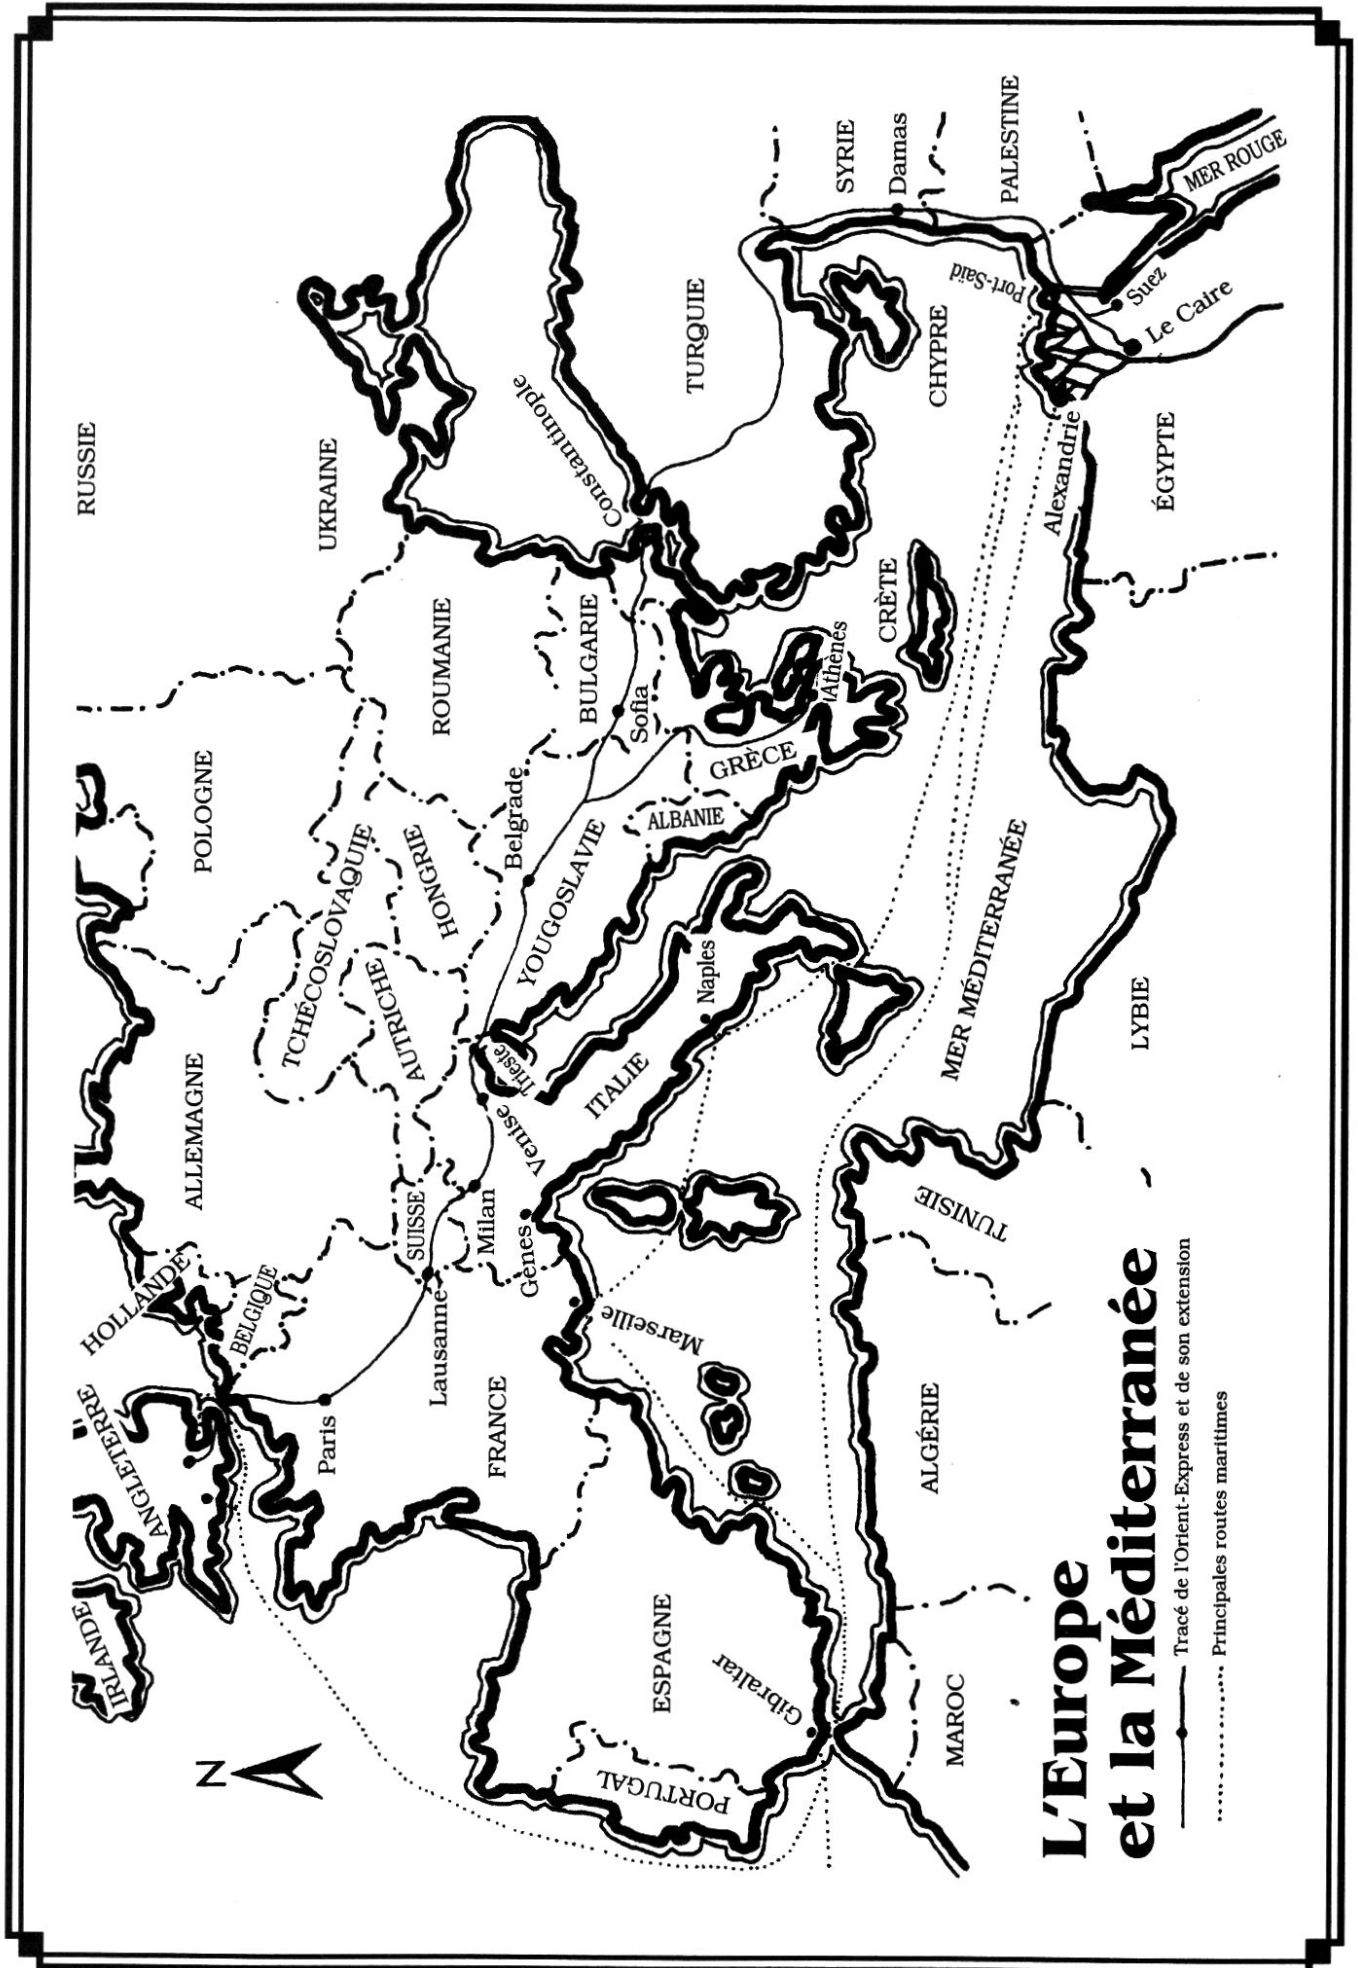 IRLANDE
ANGLETERRE
HOLLANDE
BELGIQUE
ALLEMAGNE
POLOGNE
RUSSIE
N
Paris
TCHÉCOSLOVAQUIE
UKRAINE
Lausanne
SUISSE
AUTRICHE
HONGRIE
ROUMANIE
FRANCE
Milan
Venise
Trieste
Gênes
Belgrade
YOUGOSLAVIE
BULGARIE
Sofia
Constantinople
PORTUGAL
ESPAGNE
Marseille
ITALIE
Naples
ALBANIE
GRÈCE
Athènes
TURQUIE
Gibraltar
CRÈTE
CHYPRE
SYRIE
Damas
MAROC
ALGÉRIE
TUNISIE
MER MÉDITERRANÉE
Port-Saïd
PALESTINE
LYBIE
Alexandrie
ÉGYPTE
Suez
Le Caire
MER ROUGE
L'Europe
et la Méditerranée
Tracé de l'Orient-Express et de son extension
Principales routes maritimes